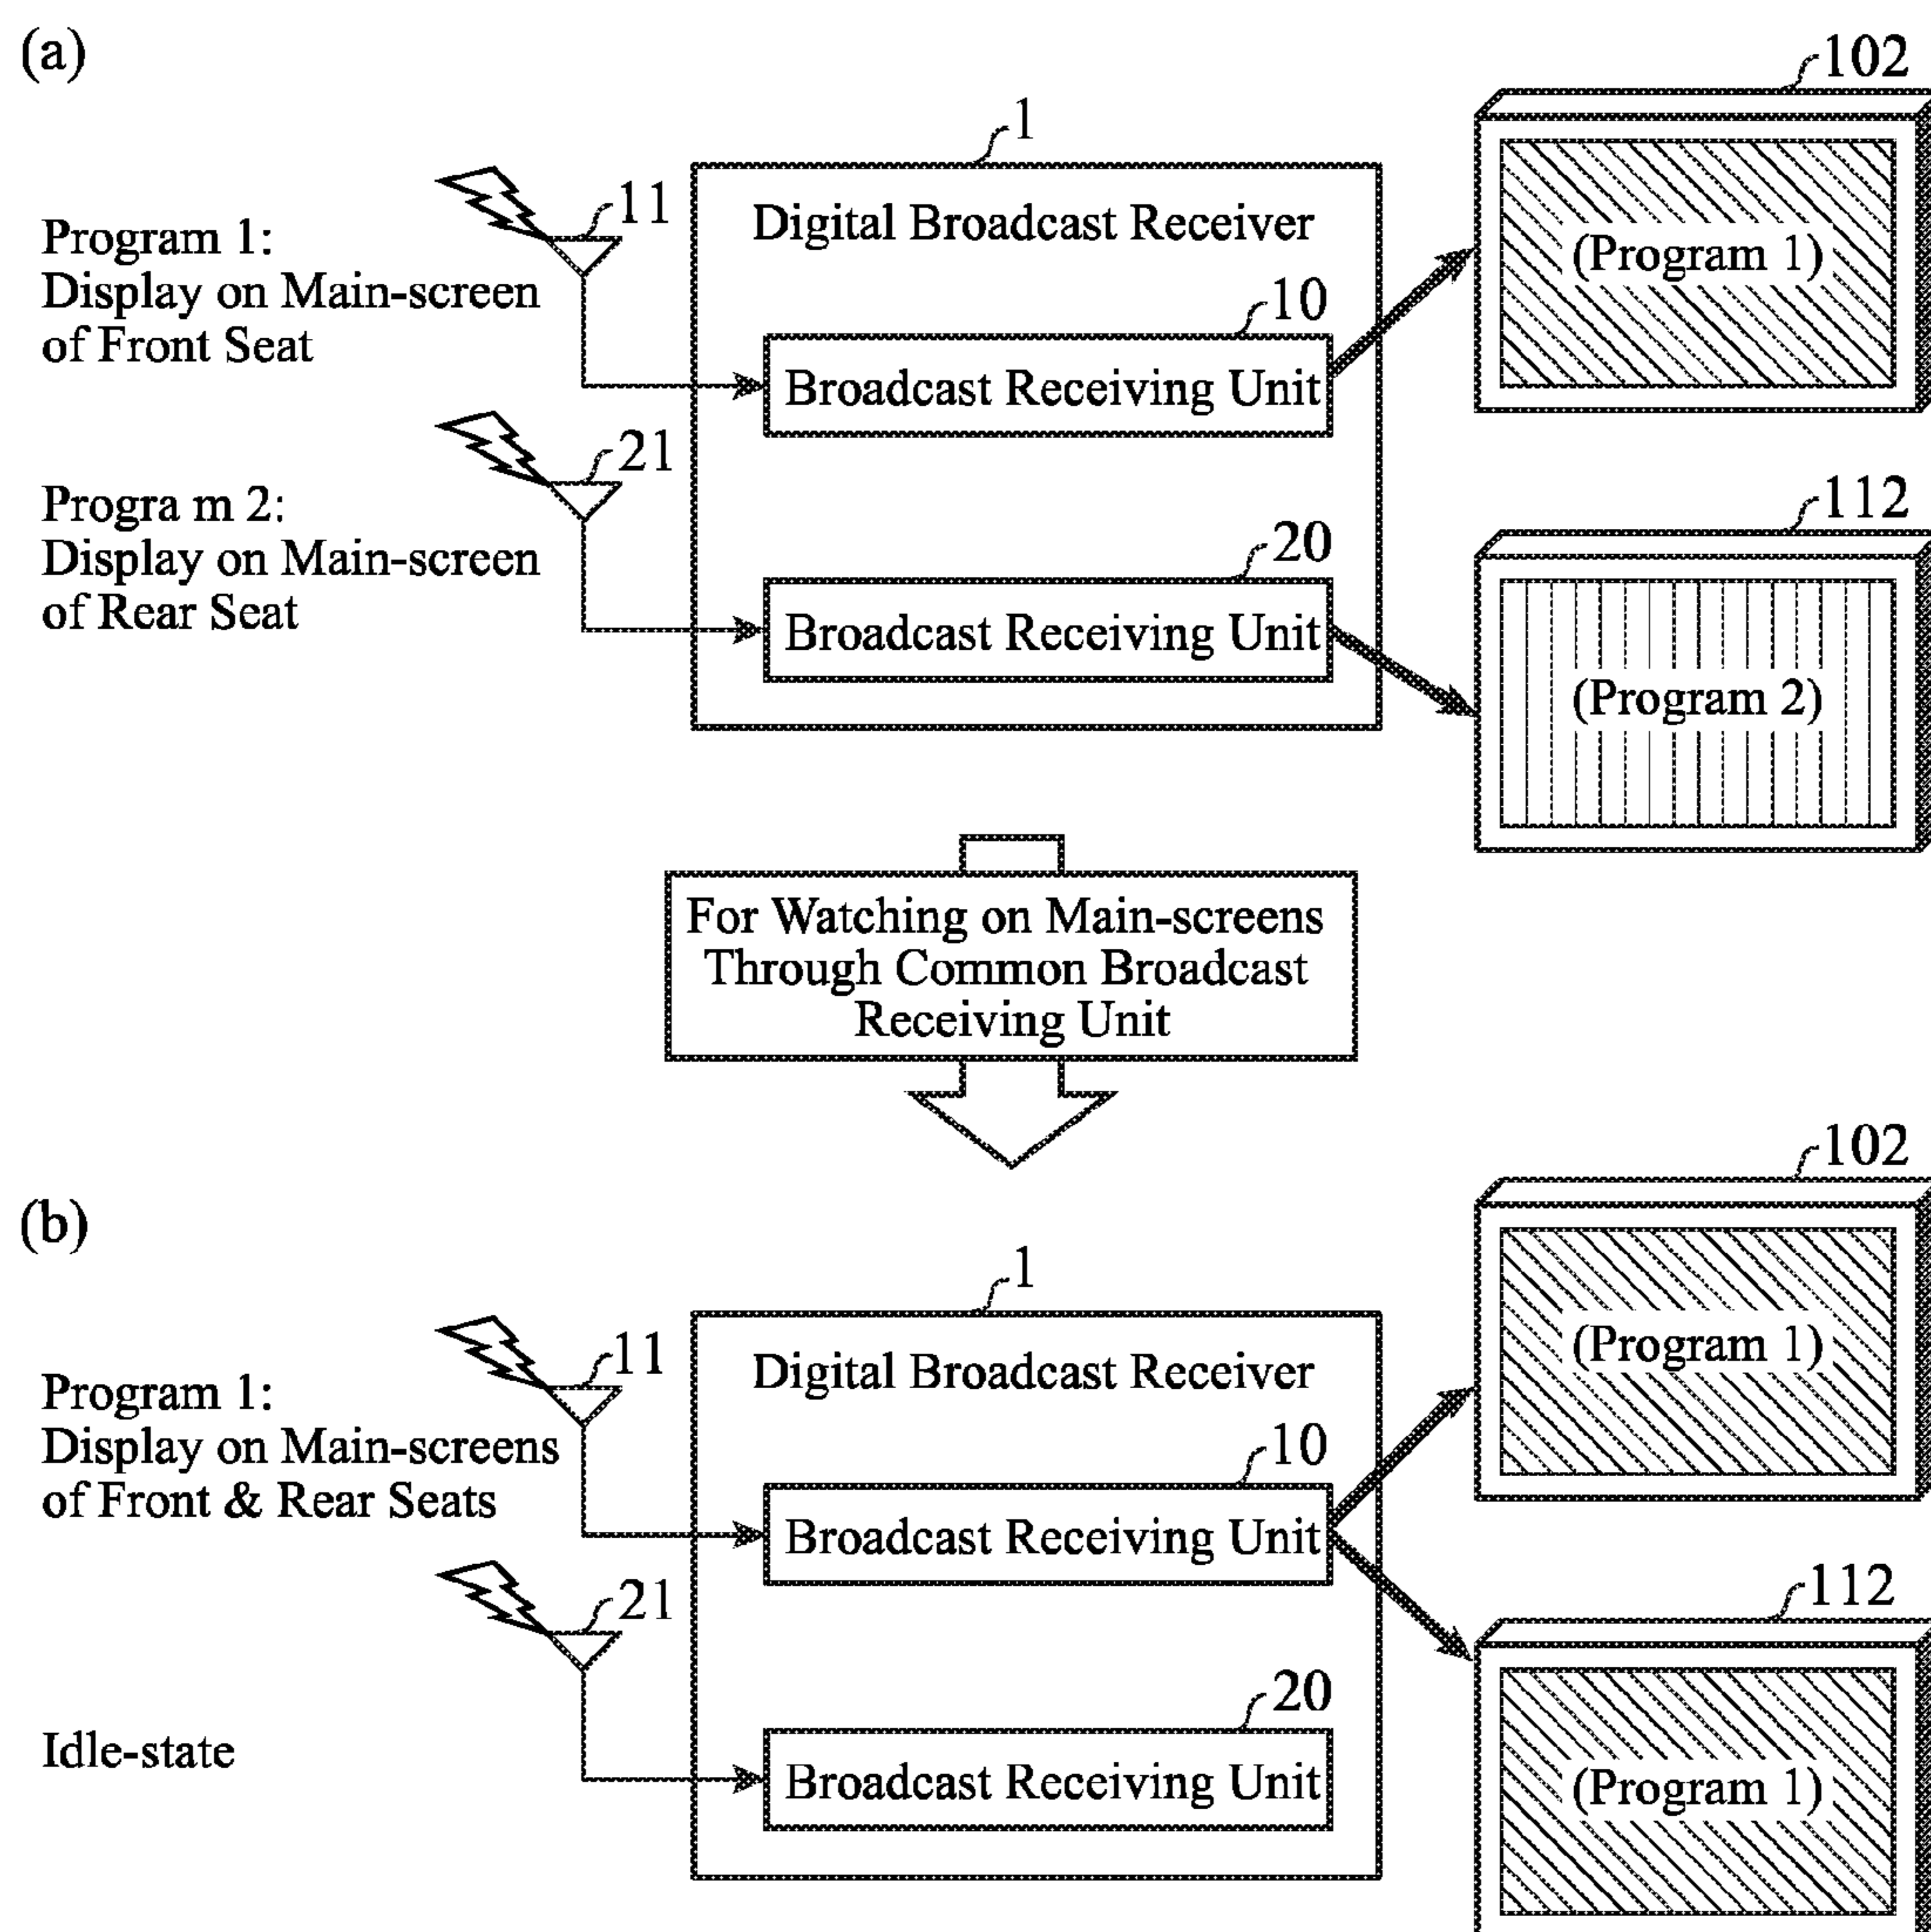 (a)
102
1
11
Program 1:
Display on Main-screen
of Front Seat
Digital Broadcast Receiver
(Program 1)
10
Broadcast Receiving Unit
21
112
Progra m 2:
Display on Main-screen
of Rear Seat
20
Broadcast Receiving Unit
(Program 2)
For Watching on Main-screens
Through Common Broadcast
Receiving Unit
102
(b)
1
11
Program 1:
Display on Main-screens
of Front & Rear Seats
Digital Broadcast Receiver
(Program 1)
10
Broadcast Receiving Unit
21
112
20
Idle-state
Broadcast Receiving Unit
(Program 1)